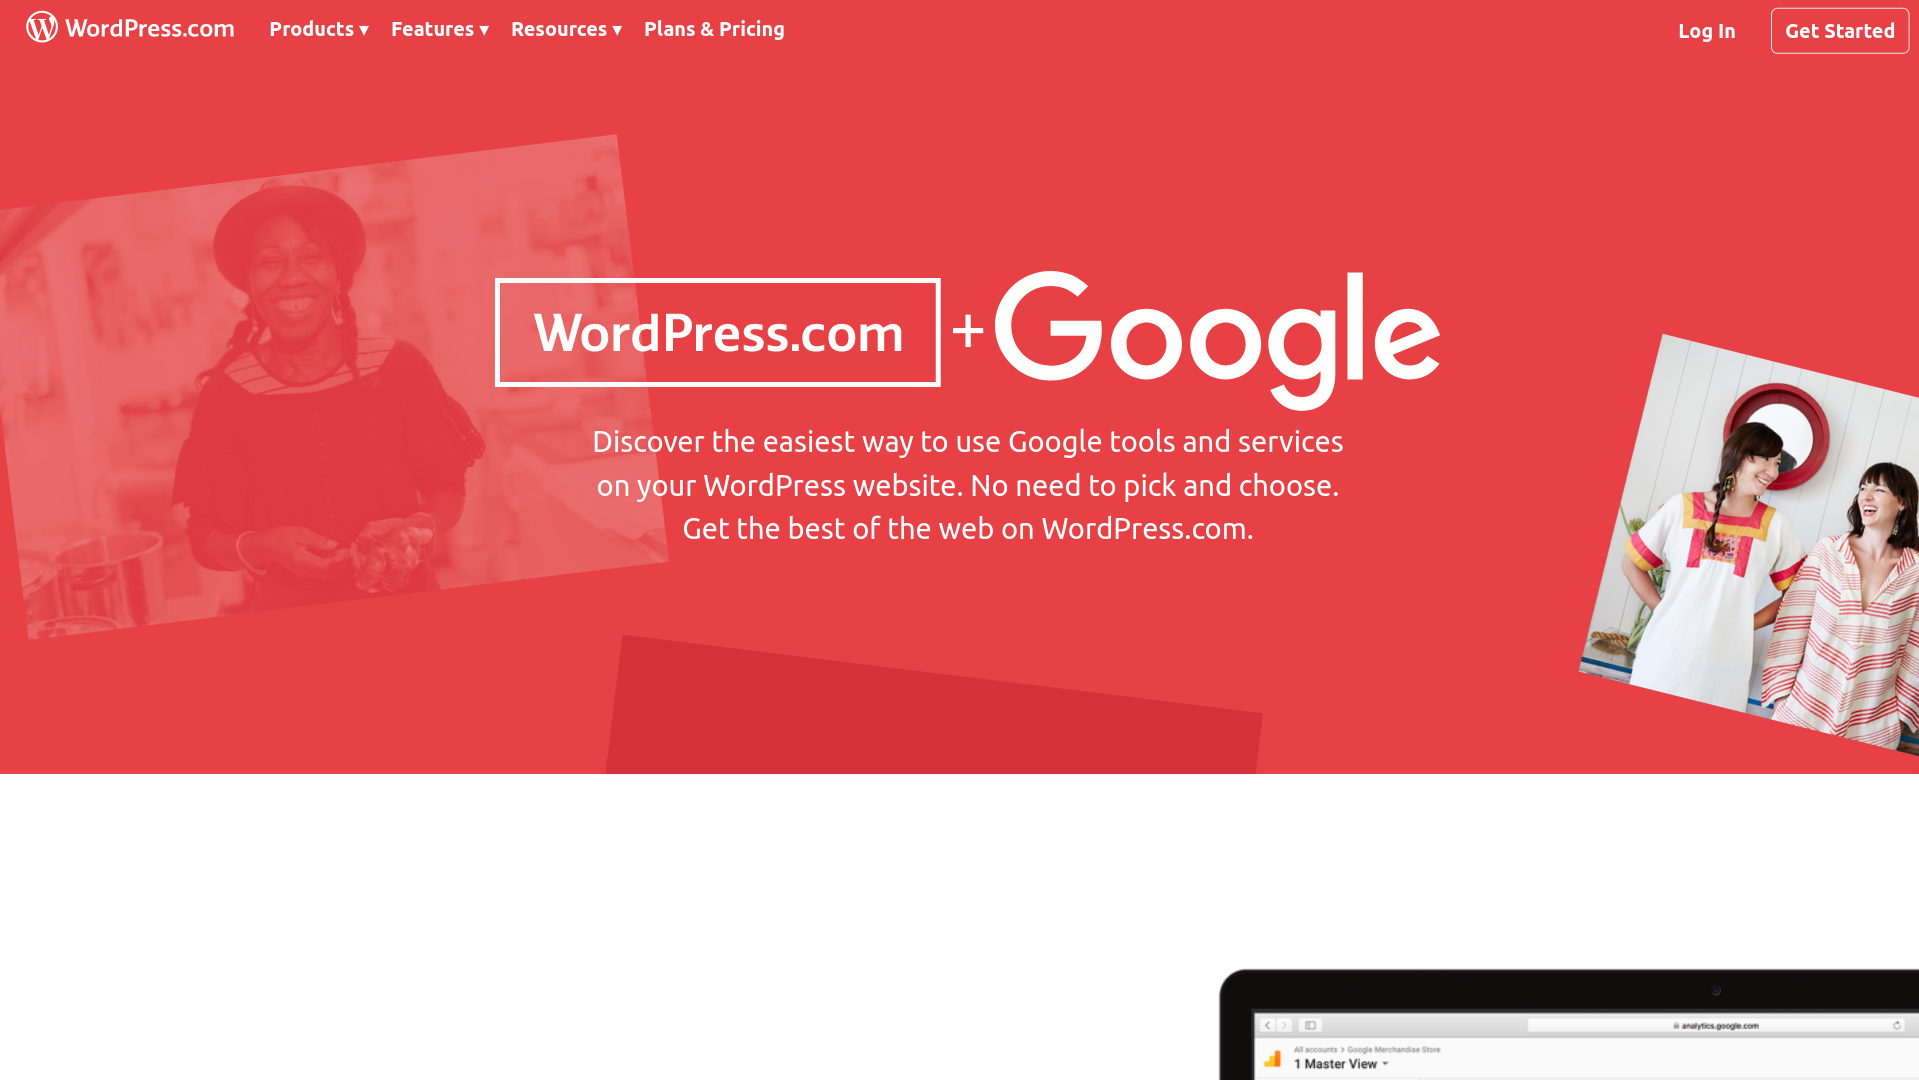 WordPress.com Products ▾ Features ▾ Resources ▾ Plans & Pricing Log In Get Started
WordPress.com + Google
Discover the easiest way to use Google tools and services
on your WordPress website. No need to pick and choose.
Get the best of the web on WordPress.com.
analytics.google.com
All accounts > Google Merchandise Store
1 Master View